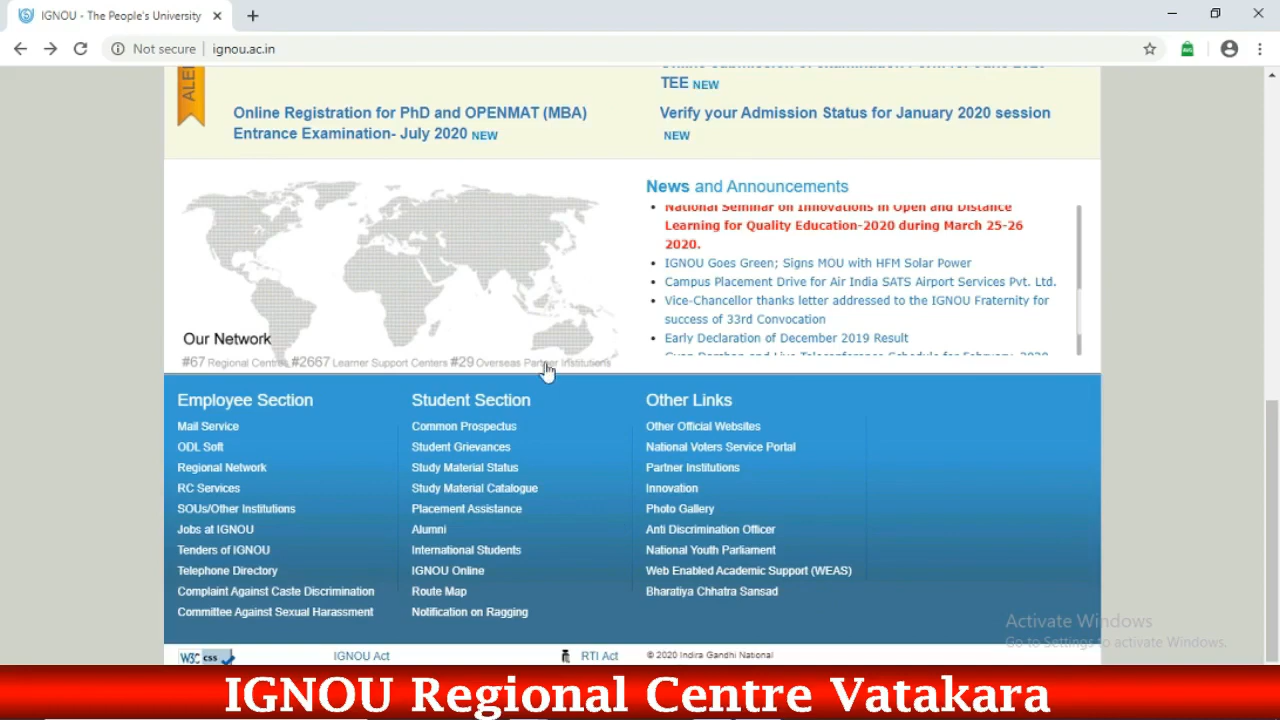 IGNOU - The People's University
Not secure
ignou.ac.in
ALE
TEE NEW
Online Registration for PhD and OPENMAT (MBA)
Entrance Examination- July 2020 NEW
Verify your Admission Status for January 2020 session
NEW
Our Network
#67 Regional Centres #2667 Learner Support Centers #29 Overseas Partner Institutions
News and Announcements
National Seminar on Innovations in Open and Distance
Learning for Quality Education-2020 during March 25-26
2020.
IGNOU Goes Green; Signs MOU with HFM Solar Power
Campus Placement Drive for Air India SATS Airport Services Pvt. Ltd.
Vice-Chancellor thanks letter addressed to the IGNOU Fraternity for
success of 33rd Convocation
Early Declaration of December 2019 Result
Employee Section
Mail Service
ODL Soft
Regional Network
RC Services
SOUs/Other Institutions
Jobs at IGNOU
Tenders of IGNOU
Telephone Directory
Complaint Against Caste Discrimination
Committee Against Sexual Harassment
Student Section
Common Prospectus
Student Grievances
Study Material Status
Study Material Catalogue
Placement Assistance
Alumni
International Students
IGNOU Online
Route Map
Notification on Ragging
Other Links
Other Official Websites
National Voters Service Portal
Partner Institutions
Innovation
Photo Gallery
Anti Discrimination Officer
National Youth Parliament
Web Enabled Academic Support (WEAS)
Bharatiya Chhatra Sansad
Activate Windows
Go to Settings to activate Windows.
W3C css
IGNOU Act
RTI Act
© 2020 Indira Gandhi National
IGNOU Regional Centre Vatakara